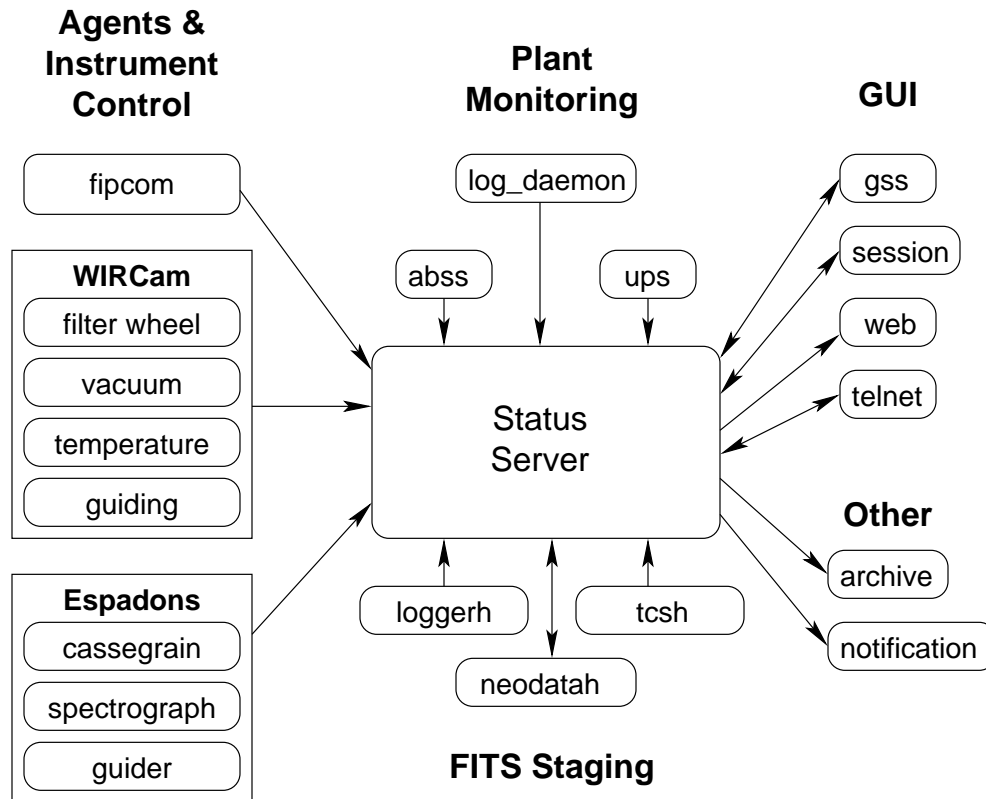 Agents &
Instrument
Control
fipcom
WIRCam
filter wheel
vacuum
temperature
guiding
Espadons
cassegrain
spectrograph
guider
Plant
Monitoring
log_daemon
abss
ups
Status
Server
loggerh
tcsh
neodatah
FITS Staging
GUI
gss
session
web
telnet
Other
archive
notification